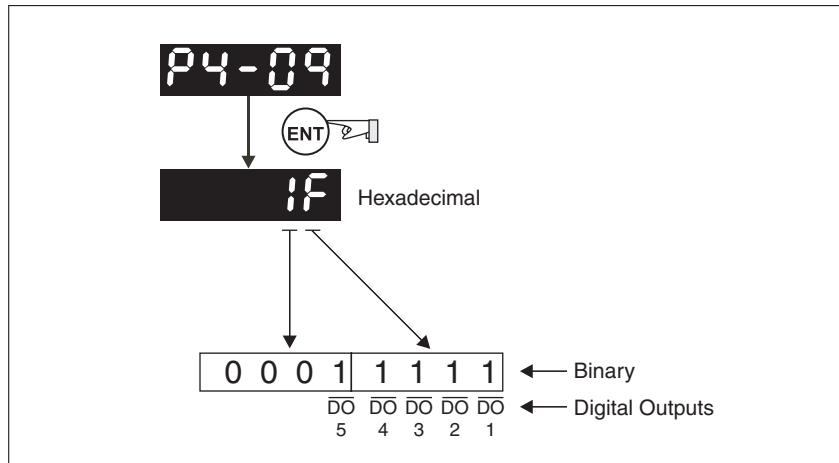 P4-09
ENT
1F Hexadecimal
0 0 0 1 1 1 1 1 Binary
DO DO DO DO DO Digital Outputs
5 4 3 2 1